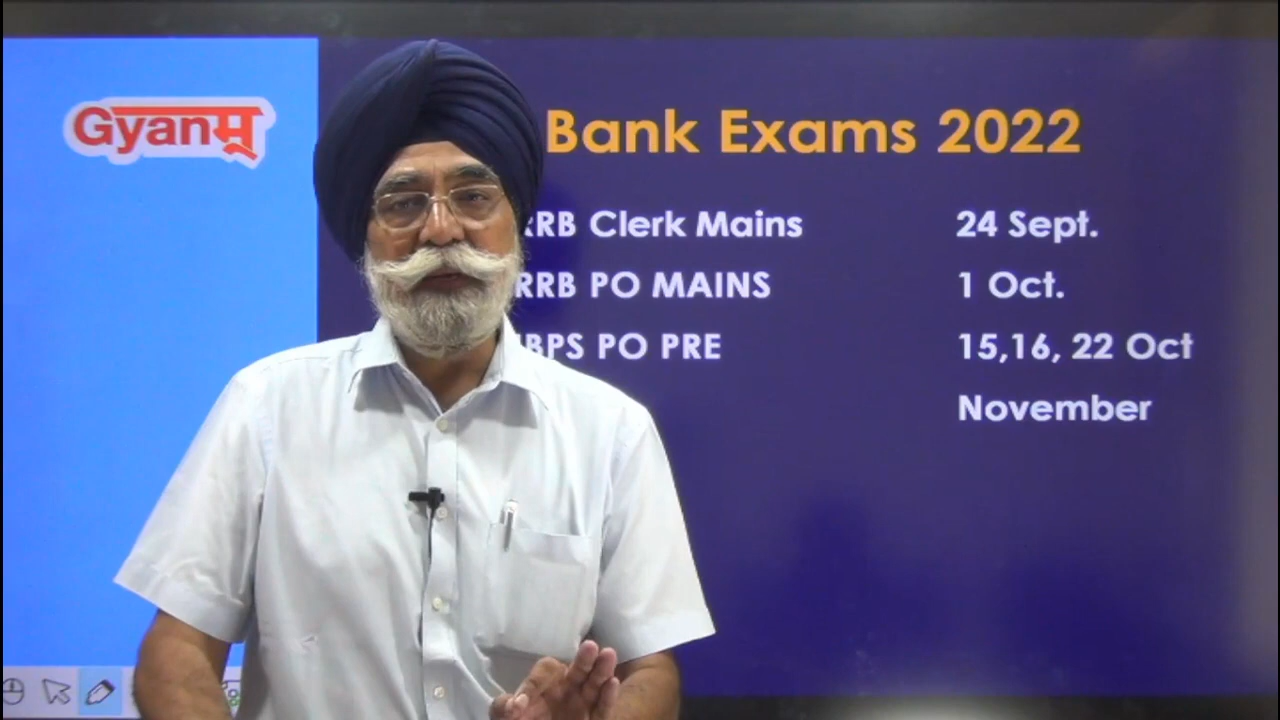 Gyanम्
Bank Exams 2022
RRB Clerk Mains 24 Sept.
RRB PO MAINS 1 Oct.
IBPS PO PRE 15,16, 22 Oct
November